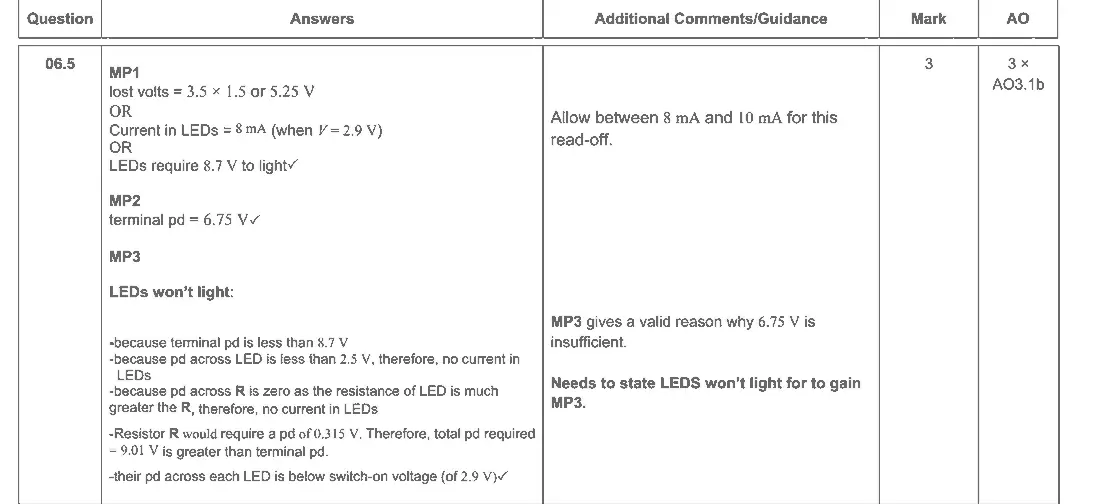 Question Answers Additional Comments/Guidance Mark AO
06.5 3 3 ×
AO3.1b
MP1
lost volts = 3.5 × 1.5 or 5.25 V
OR
Current in LEDs = 8 mA (when V = 2.9 V)
OR
LEDs require 8.7 V to light✓
Allow between 8 mA and 10 mA for this
read-off.
MP2
terminal pd = 6.75 V✓
MP3
LEDs won't light:
-because terminal pd is less than 8.7 V
-because pd across LED is less than 2.5 V, therefore, no current in
LEDs
-because pd across R is zero as the resistance of LED is much
greater the R, therefore, no current in LEDs
-Resistor R would require a pd of 0.315 V. Therefore, total pd required
= 9.01 V is greater than terminal pd.
-their pd across each LED is below switch-on voltage (of 2.9 V)✓
MP3 gives a valid reason why 6.75 V is
insufficient.
Needs to state LEDS won't light for to gain
MP3.